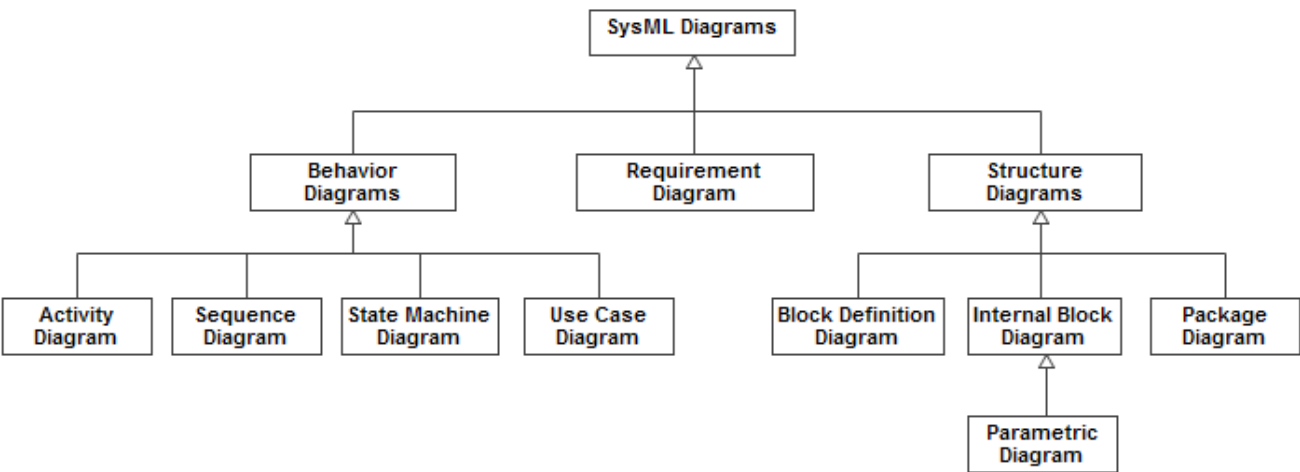 SysML Diagrams
Behavior
Diagrams
Requirement
Diagram
Structure
Diagrams
Activity
Diagram
Sequence
Diagram
State Machine
Diagram
Use Case
Diagram
Block Definition
Diagram
Internal Block
Diagram
Package
Diagram
Parametric
Diagram